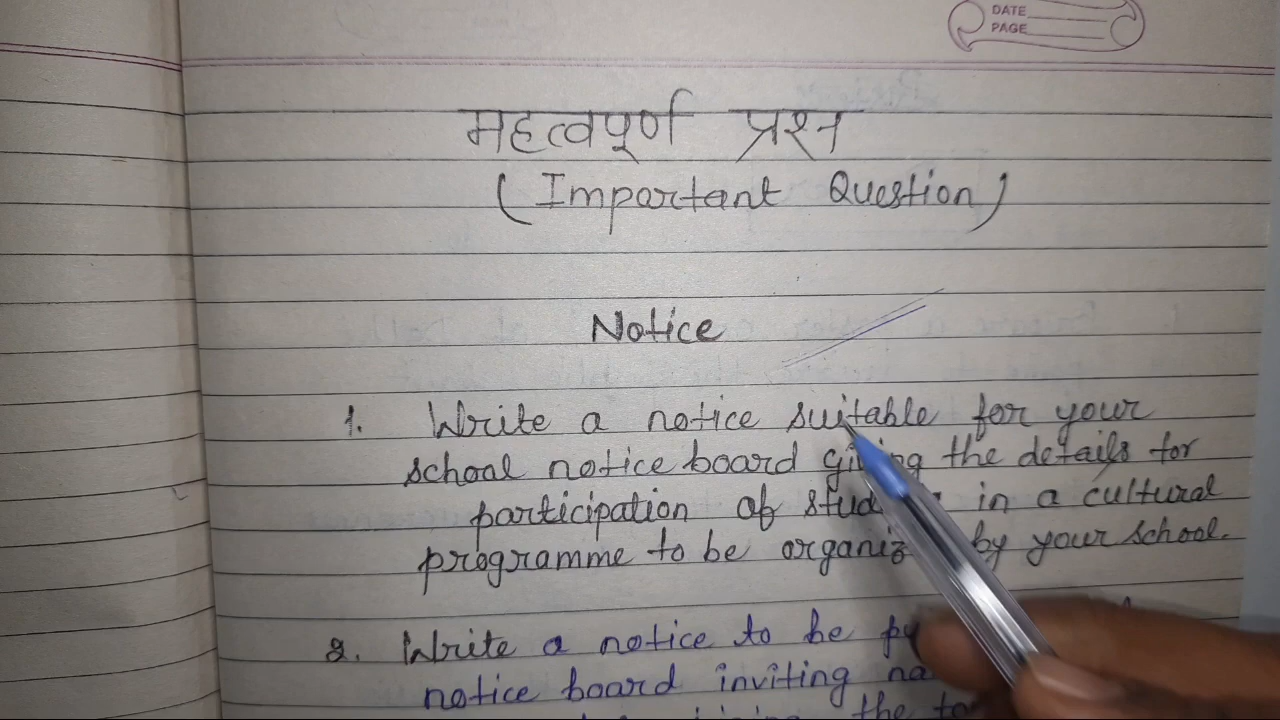 DATE
PAGE
महत्वपूर्ण प्रश्न
(Important Question)
Notice
1. Write a notice suitable for your
school notice board giving the details for
participation of in a cultural
programme to be by your school.
2. Write a notice to be
notice board inviting
the